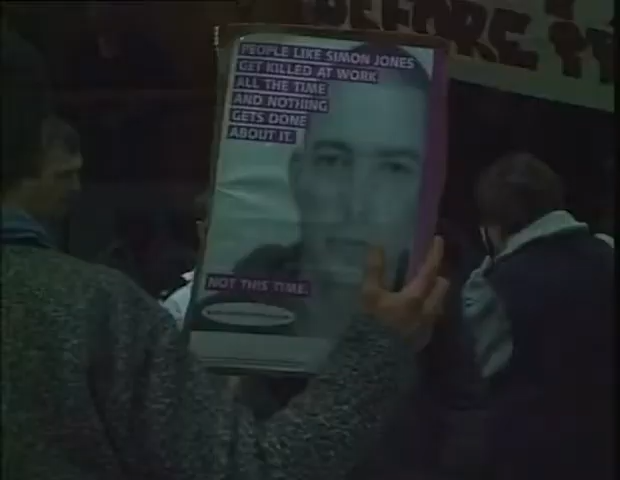 BEFORE
PEOPLE LIKE SIMON JONES
GET KILLED AT WORK
ALL THE TIME
AND NOTHING
GETS DONE
ABOUT IT.
NOT THIS TIME.